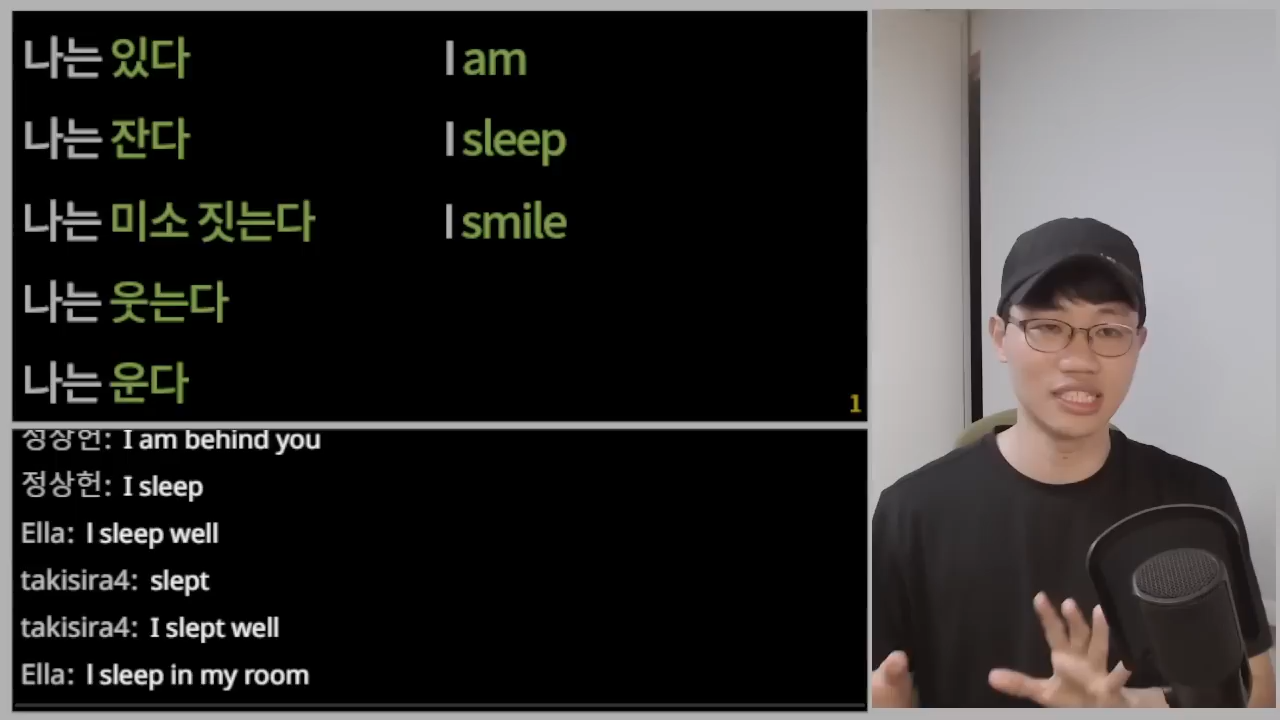 나는 있다 I am
나는 잔다 I sleep
나는 미소 짓는다 I smile
나는 웃는다
나는 운다
1
정상헌: I am behind you
정상헌: I sleep
Ella: I sleep well
takisira4: slept
takisira4: I slept well
Ella: I sleep in my room